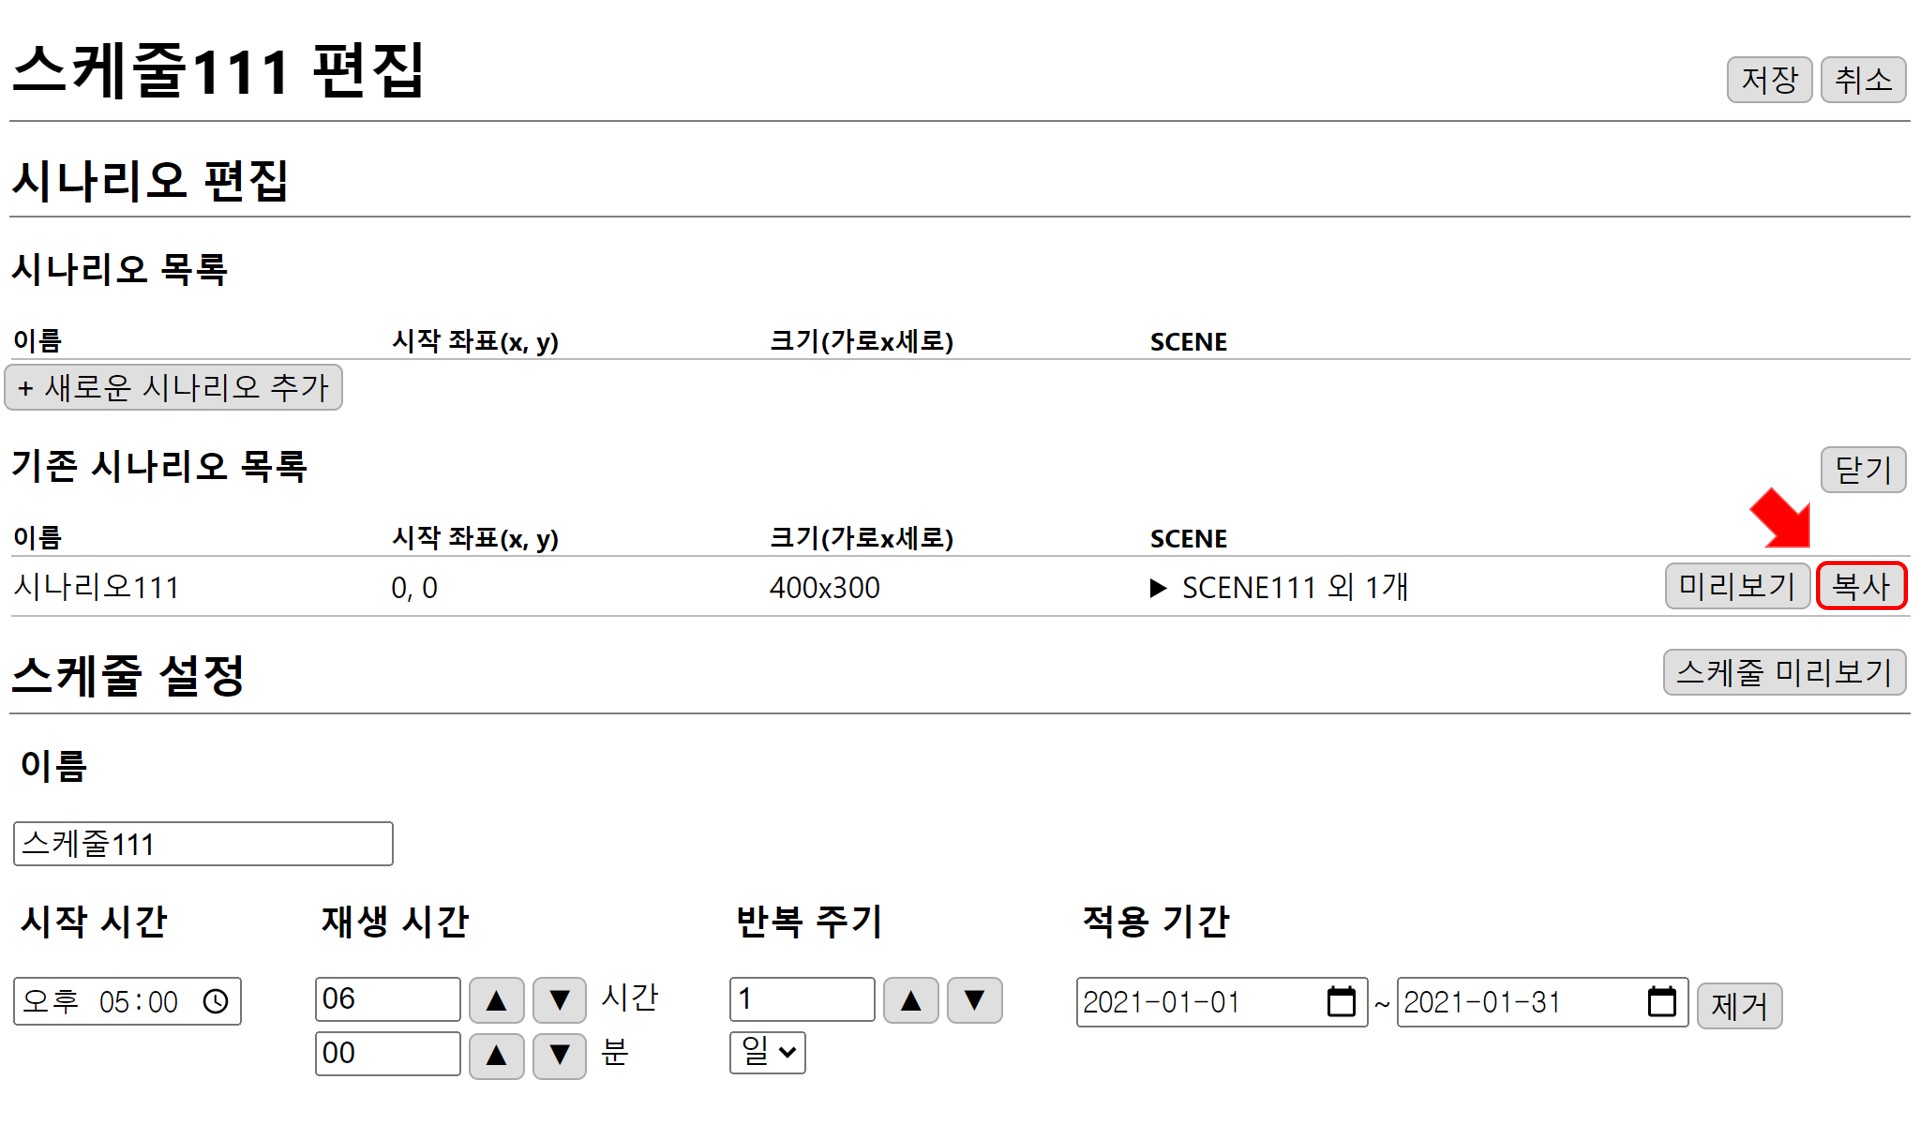 스케줄111 편집
저장 취소
시나리오 편집
시나리오 목록
이름 시작 좌표(x, y) 크기(가로x세로) SCENE
+ 새로운 시나리오 추가
기존 시나리오 목록 닫기
이름 시작 좌표(x, y) 크기(가로x세로) SCENE
시나리오111 0, 0 400x300 ▶ SCENE111 외 1개 미리보기 복사
스케줄 설정 스케줄 미리보기
이름
스케줄111
시작 시간 재생 시간 반복 주기 적용 기간
오후 05:00 06 ▲ ▼ 시간 1 ▲ ▼ 2021-01-01 ~ 2021-01-31 제거
00 ▲ ▼ 분 일